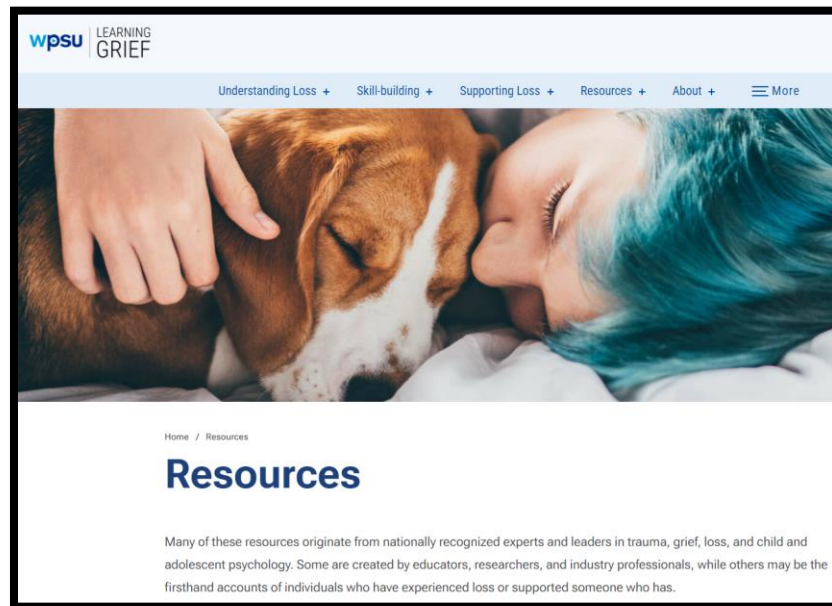 wpsu LEARNING
GRIEF
Understanding Loss + Skill-building + Supporting Loss + Resources + About + More
Home / Resources
Resources
Many of these resources originate from nationally recognized experts and leaders in trauma, grief, loss, and child and
adolescent psychology. Some are created by educators, researchers, and industry professionals, while others may be the
firsthand accounts of individuals who have experienced loss or supported someone who has.